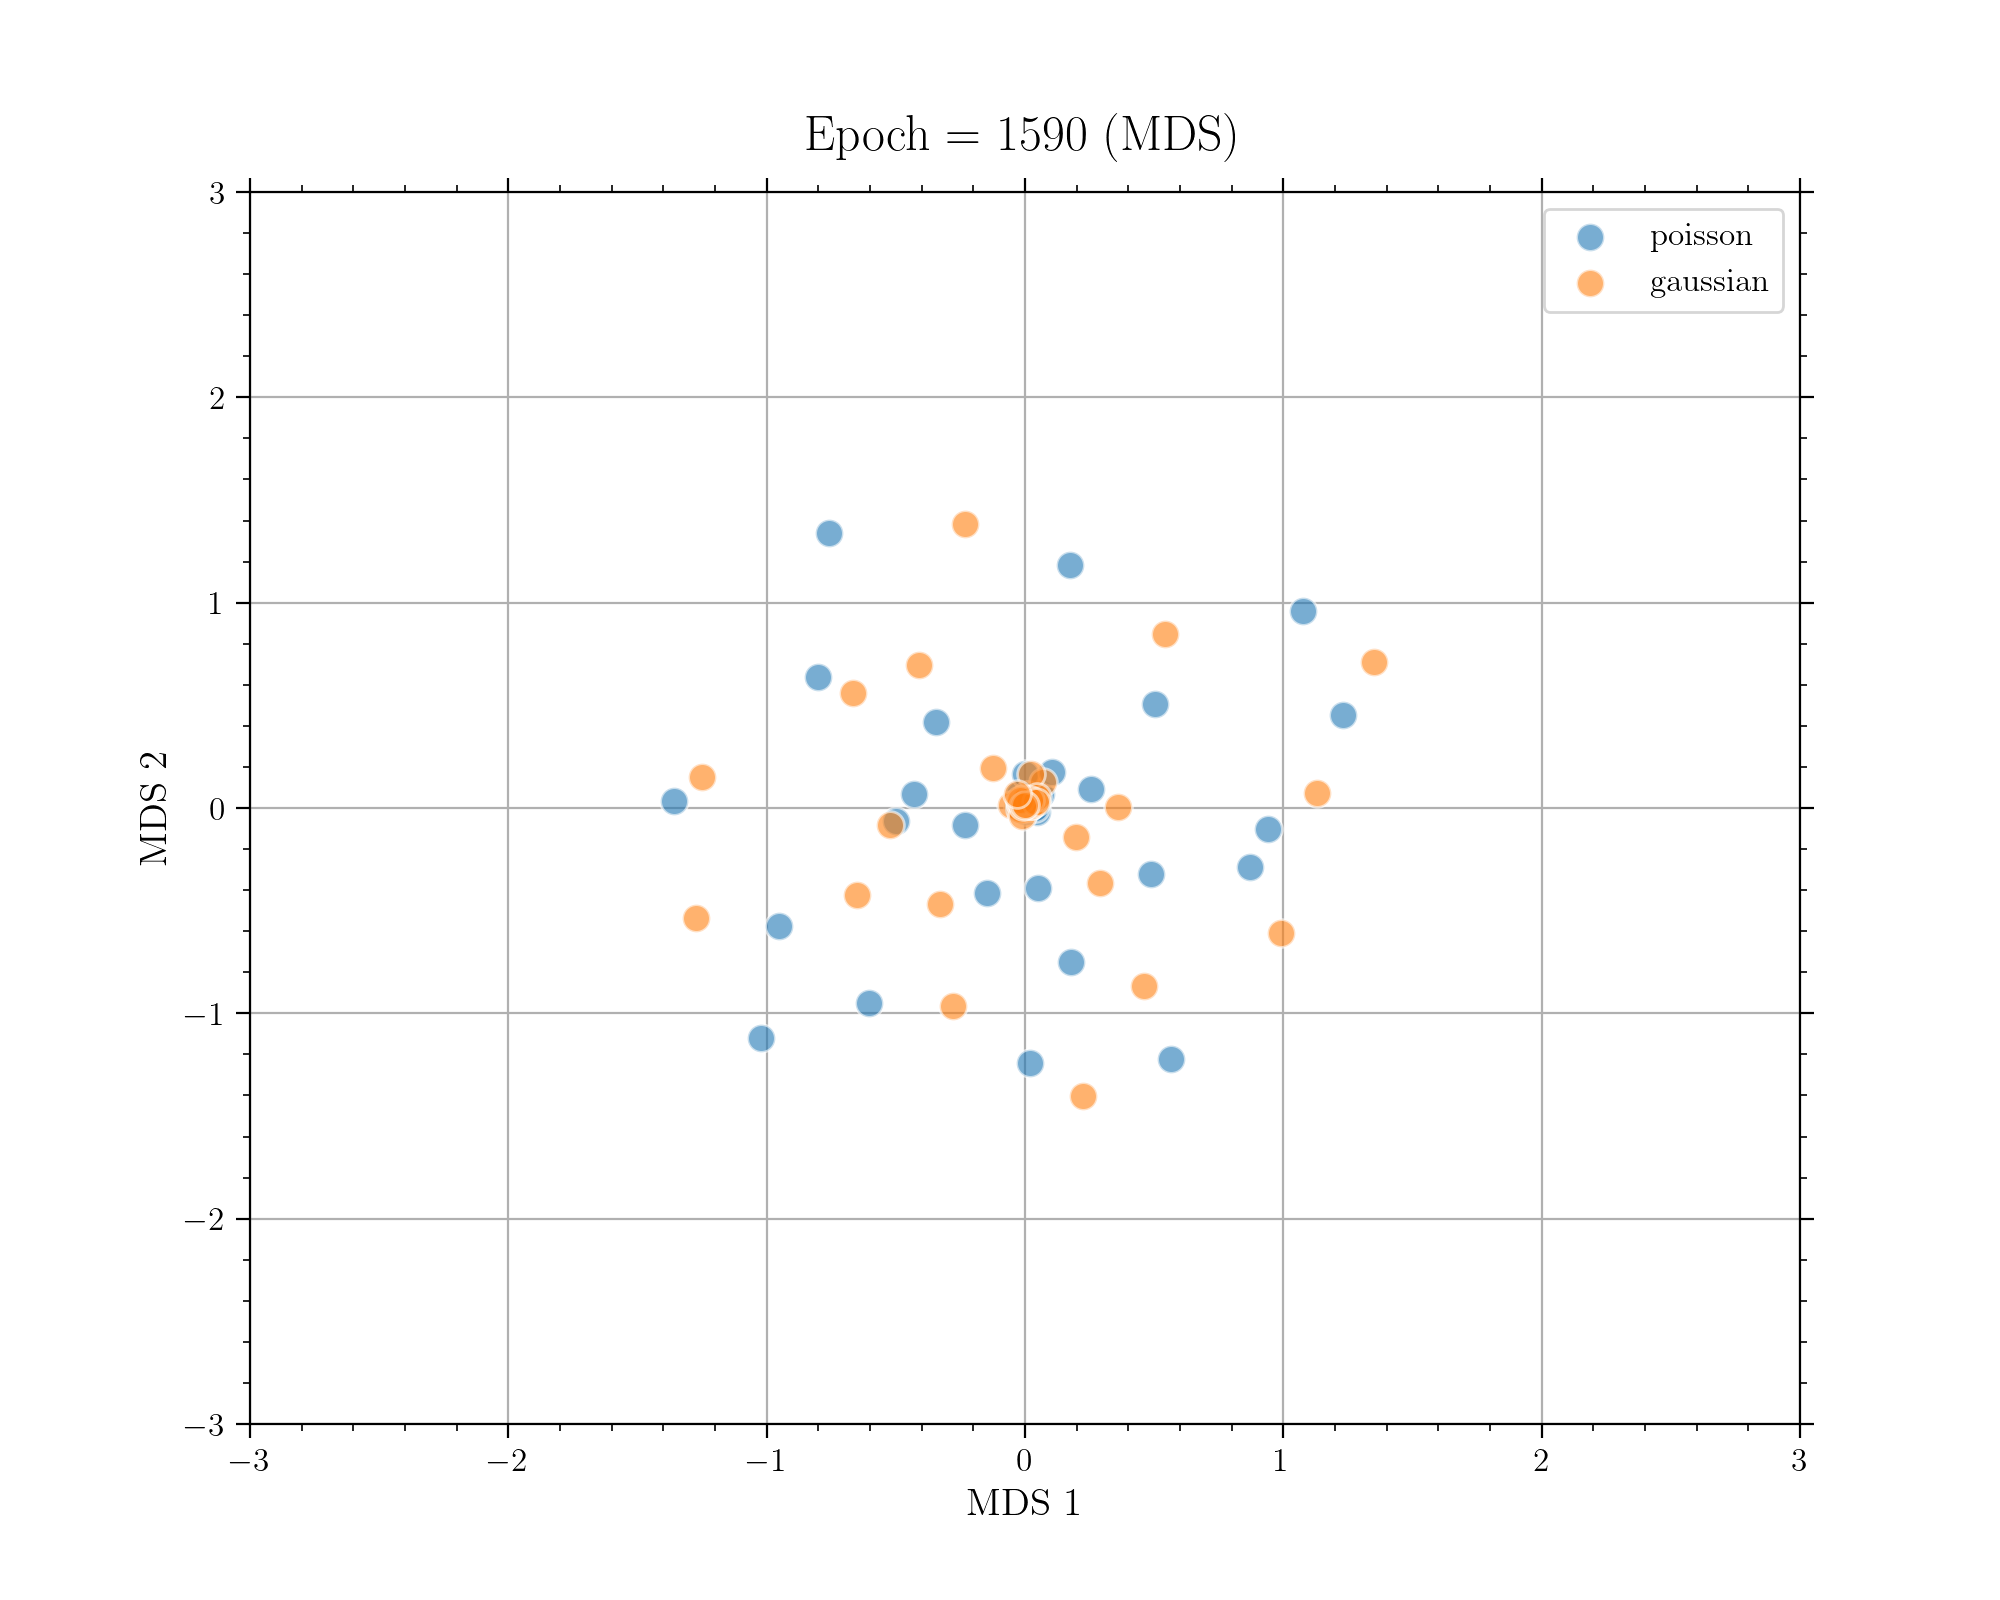 Epoch = 1590 (MDS)
poisson
gaussian
MDS 2
3
2
1
0
−1
−2
−3
−3 −2 −1 0 1 2 3
MDS 1